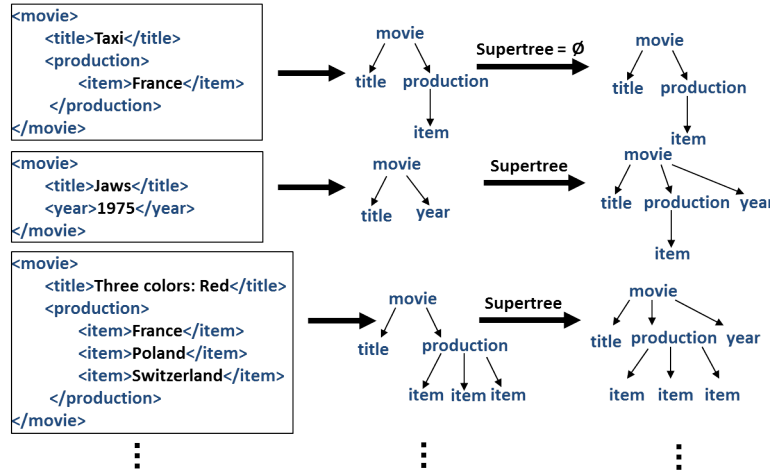 <movie>
<title>Taxi</title>
<production>
<item>France</item>
</production>
</movie>
movie
title production
item
Supertree = Ø
movie
title production
item
<movie>
<title>Jaws</title>
<year>1975</year>
</movie>
movie
title year
Supertree
movie
title production year
item
<movie>
<title>Three colors: Red</title>
<production>
<item>France</item>
<item>Poland</item>
<item>Switzerland</item>
</production>
</movie>
movie
title production
item item item
Supertree
movie
title production year
item item item